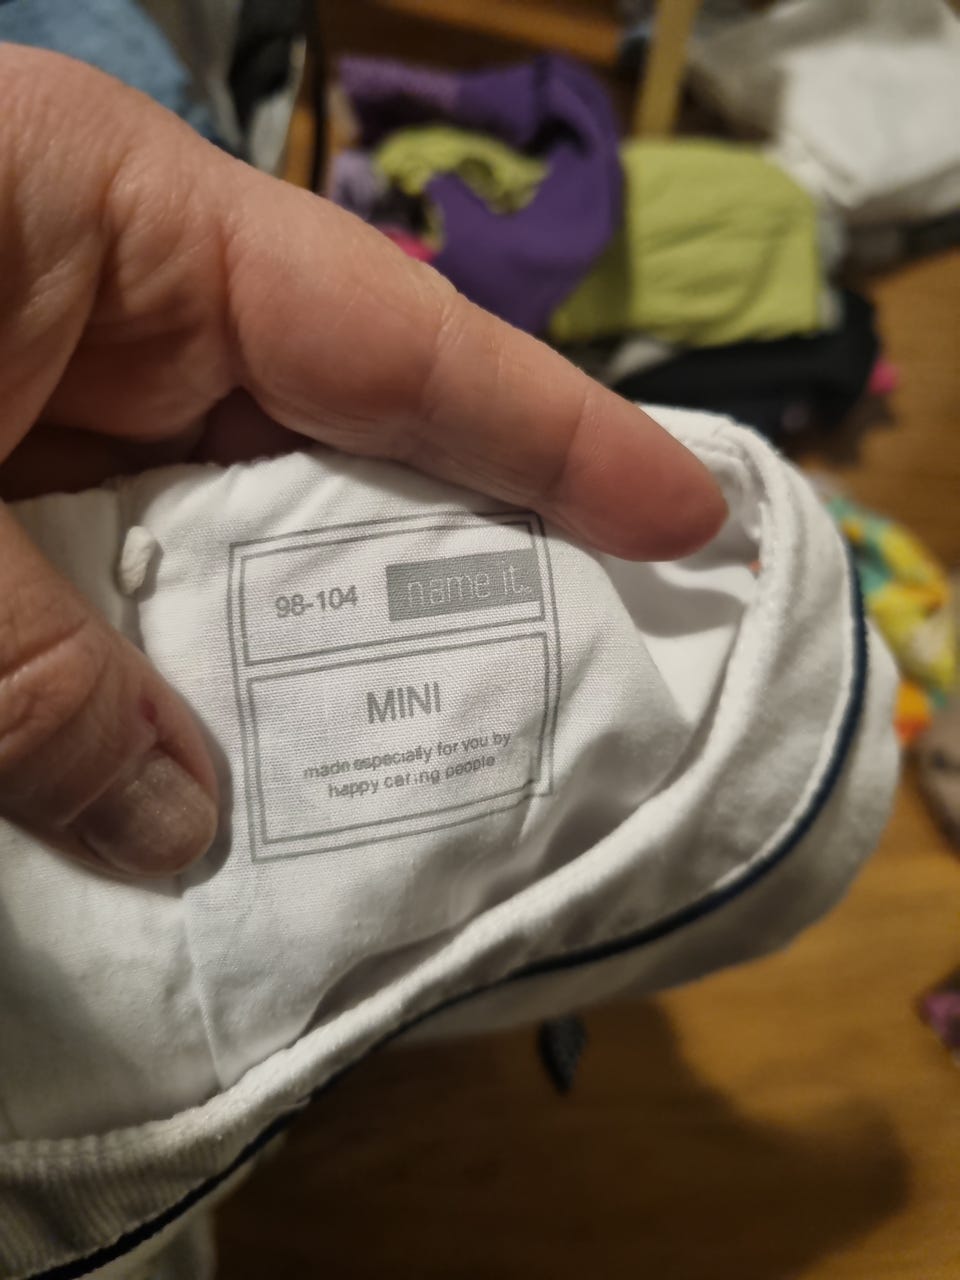 98-104 name it.
MINI
made especially for you by
happy caring people